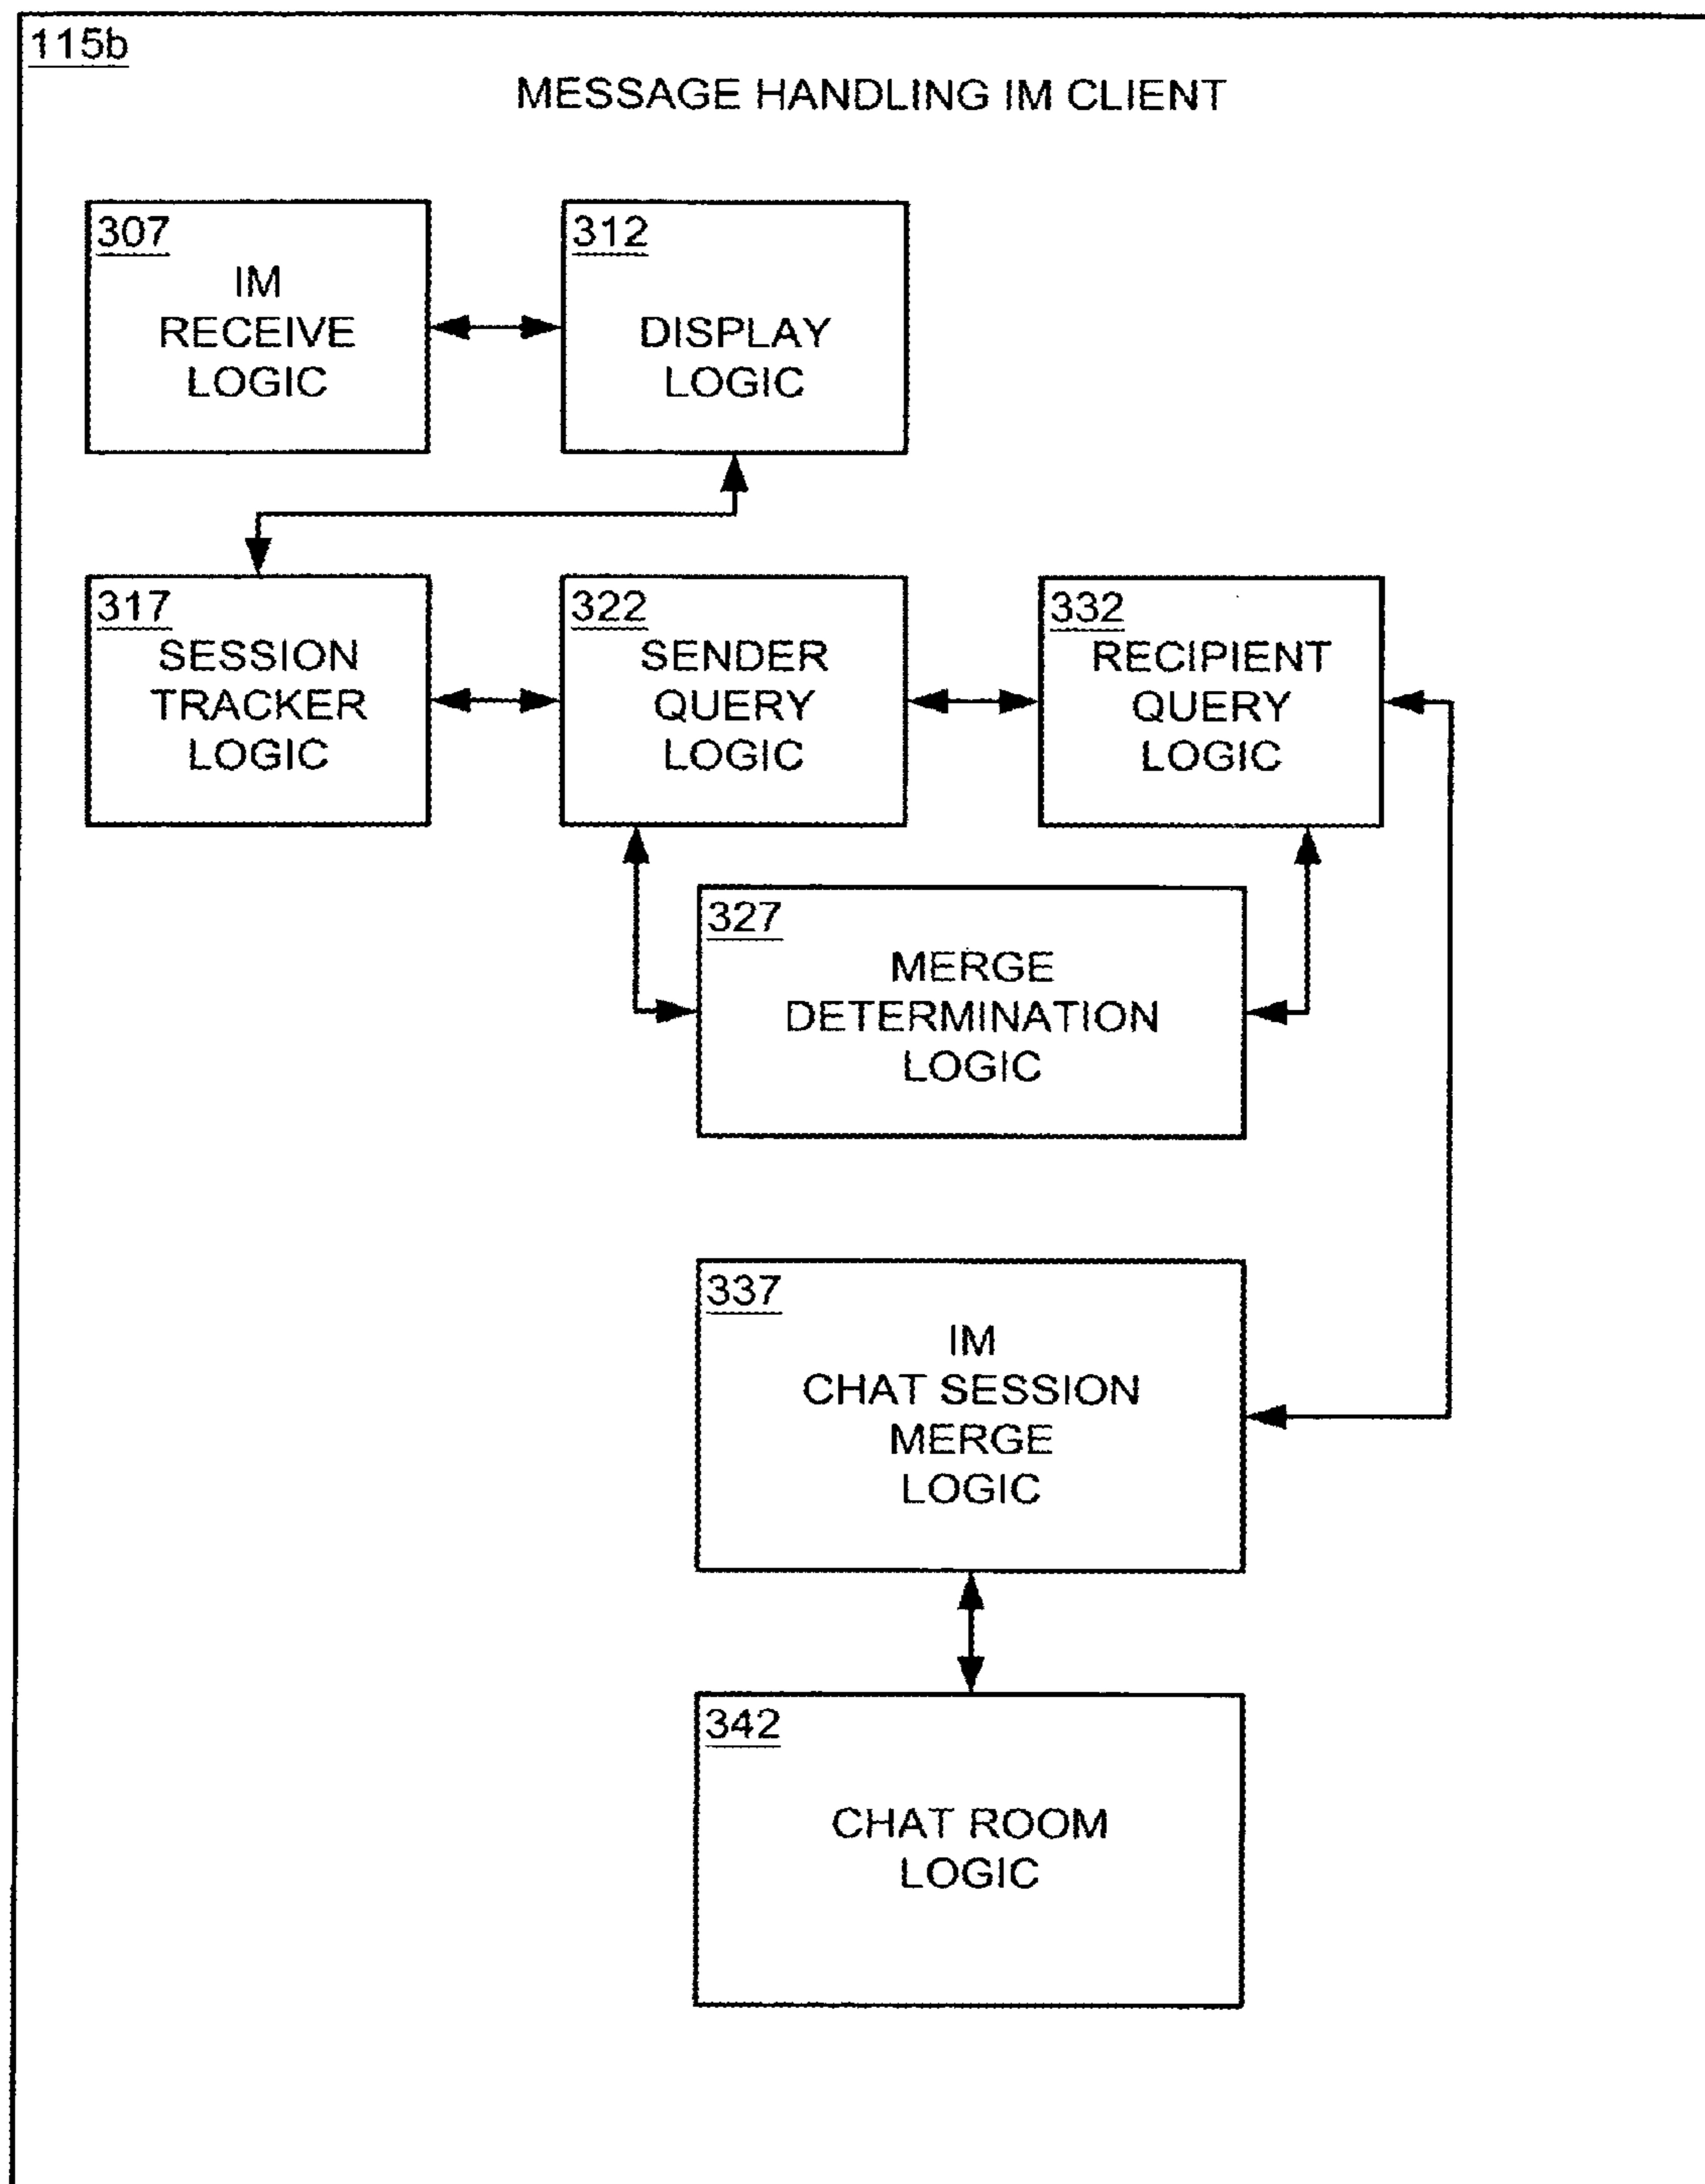 115b
MESSAGE HANDLING IM CLIENT
307
IM
RECEIVE
LOGIC
312
DISPLAY
LOGIC
317
SESSION
TRACKER
LOGIC
322
SENDER
QUERY
LOGIC
332
RECIPIENT
QUERY
LOGIC
327
MERGE
DETERMINATION
LOGIC
337
IM
CHAT SESSION
MERGE
LOGIC
342
CHAT ROOM
LOGIC